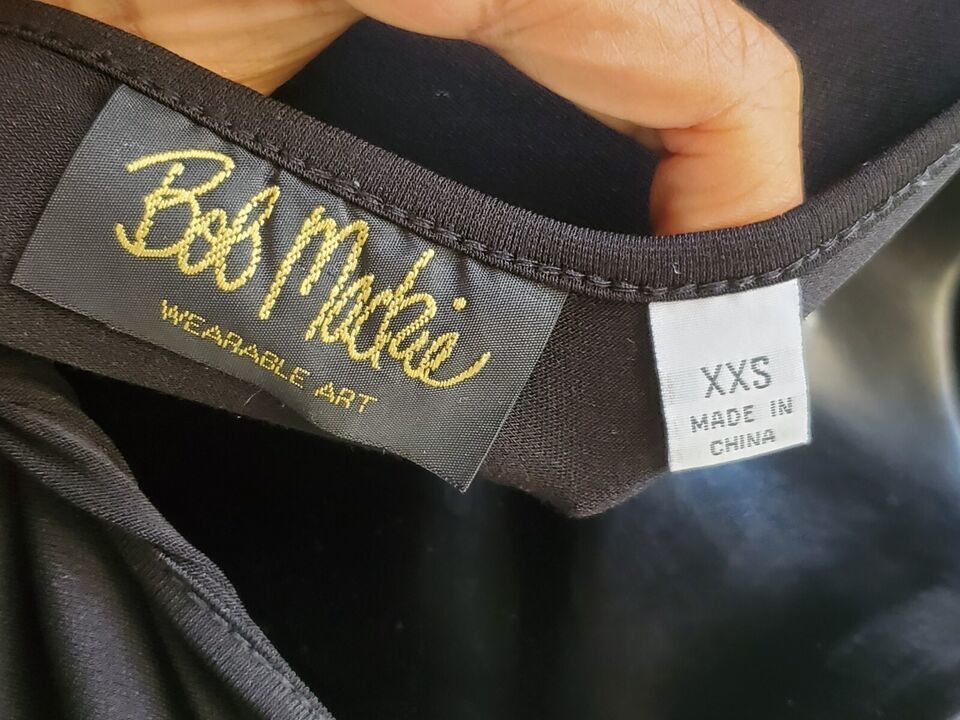 Bob Mackie
WEARABLE ART
XXS
MADE IN
CHINA